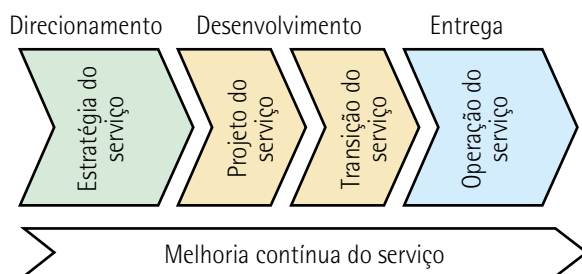 Direcionamento
Desenvolvimento
Entrega
Estratégia do
serviço
Projeto do
serviço
Transição do
serviço
Operação do
serviço
Melhoria contínua do serviço